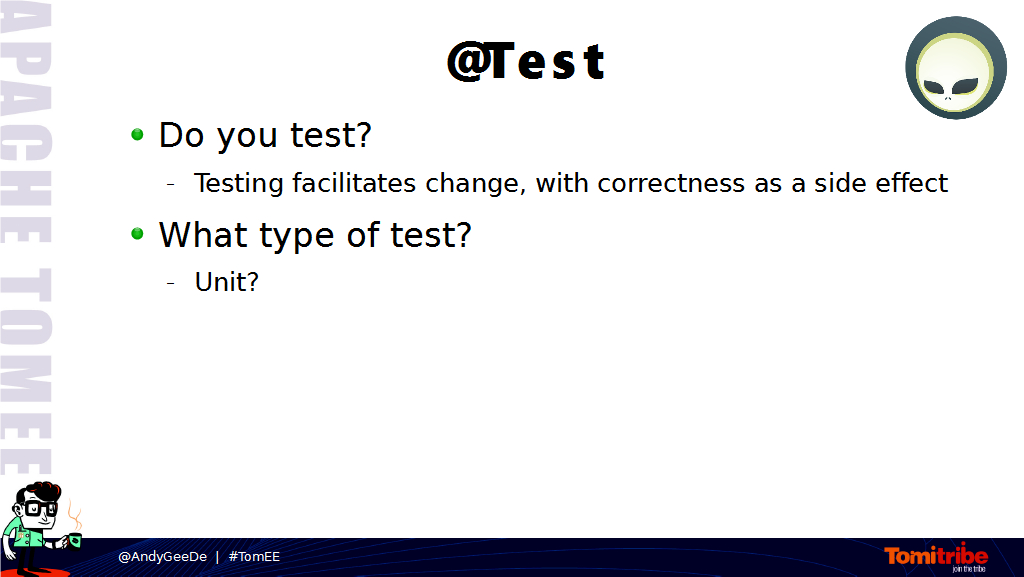 @Test
Do you test?
- Testing facilitates change, with correctness as a side effect
What type of test?
- Unit?
APACHE TOMEE
@AndyGeeDe | #TomEE
Tomitribe
join the tribe